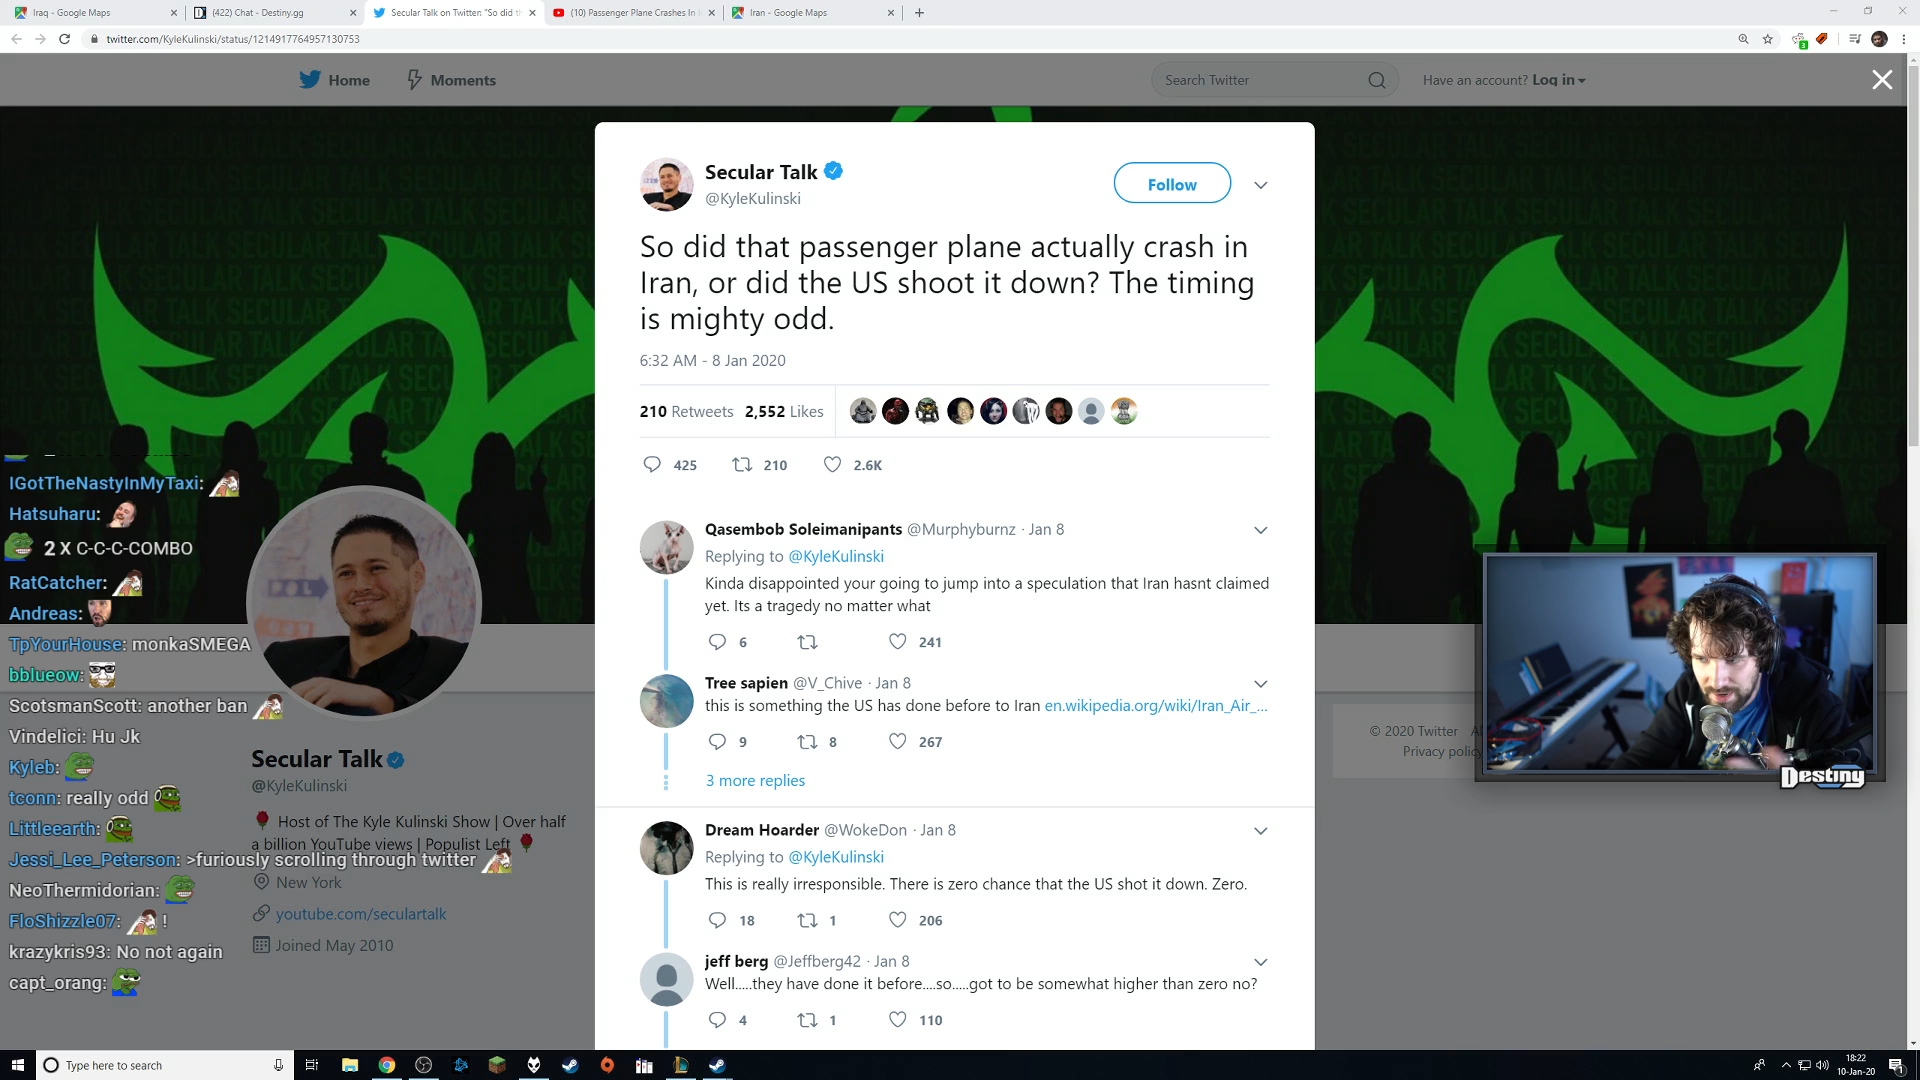 Iraq - Google Maps
(422) Chat - Destiny.gg
Secular Talk on Twitter: "So did th
(10) Passenger Plane Crashes In I
Iran - Google Maps
twitter.com/KyleKulinski/status/1214917764957130753
Home
Moments
Search Twitter
Have an account? Log in
Secular Talk
@KyleKulinski
Follow
So did that passenger plane actually crash in
Iran, or did the US shoot it down? The timing
is mighty odd.
6:32 AM - 8 Jan 2020
210 Retweets 2,552 Likes
425 210 2.6K
Qasembob Soleimanipants @Murphyburnz · Jan 8
Replying to @KyleKulinski
Kinda disappointed your going to jump into a speculation that Iran hasnt claimed
yet. Its a tragedy no matter what
6 241
Tree sapien @V_Chive · Jan 8
this is something the US has done before to Iran en.wikipedia.org/wiki/Iran_Air_...
9 8 267
3 more replies
Dream Hoarder @WokeDon · Jan 8
Replying to @KyleKulinski
This is really irresponsible. There is zero chance that the US shot it down. Zero.
18 1 206
jeff berg @Jeffberg42 · Jan 8
Well.....they have done it before....so.....got to be somewhat higher than zero no?
4 1 110
IGotTheNastyInMyTaxi:
Hatsuharu:
2 X C-C-C-COMBO
RatCatcher:
Andreas:
TpYourHouse: monkaSMEGA
bblueow:
ScotsmanScott: another ban
Vindelici: Hu Jk
Kyleb:
tconn: really odd
Littleearth:
Jessi_Lee_Peterson: >furiously scrolling through twitter
NeoThermidorian:
FloShizzle07: !
krazykris93: No not again
capt_orang:
Secular Talk
@KyleKulinski
Host of The Kyle Kulinski Show | Over half
a billion YouTube views | Populist Left
New York
youtube.com/seculartalk
Joined May 2010
© 2020 Twitter
Privacy policy
Destiny
Type here to search
18:22
10-Jan-20